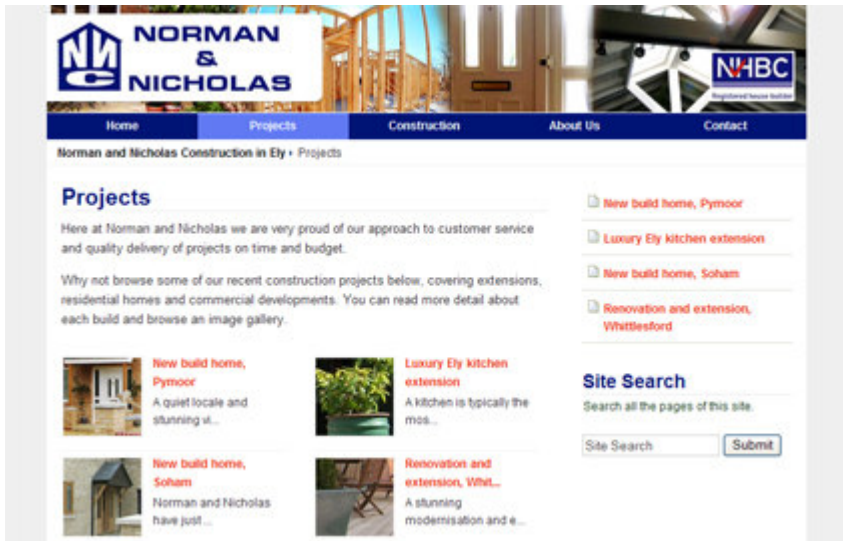 NORMAN
&
NICHOLAS
NHBC
Registered house builder
Home Projects Construction About Us Contact
Norman and Nicholas Construction in Ely › Projects
Projects
Here at Norman and Nicholas we are very proud of our approach to customer service
and quality delivery of projects on time and budget.
Why not browse some of our recent construction projects below, covering extensions,
residential homes and commercial developments. You can read more detail about
each build and browse an image gallery.
New build home,
Pymoor
A quiet locale and
stunning vi...
Luxury Ely kitchen
extension
A kitchen is typically the
mos...
New build home,
Soham
Norman and Nicholas
have just ...
Renovation and
extension, Whit...
A stunning
modernisation and e...
New build home, Pymoor
Luxury Ely kitchen extension
New build home, Soham
Renovation and extension,
Whittlesford
Site Search
Search all the pages of this site.
Site Search Submit